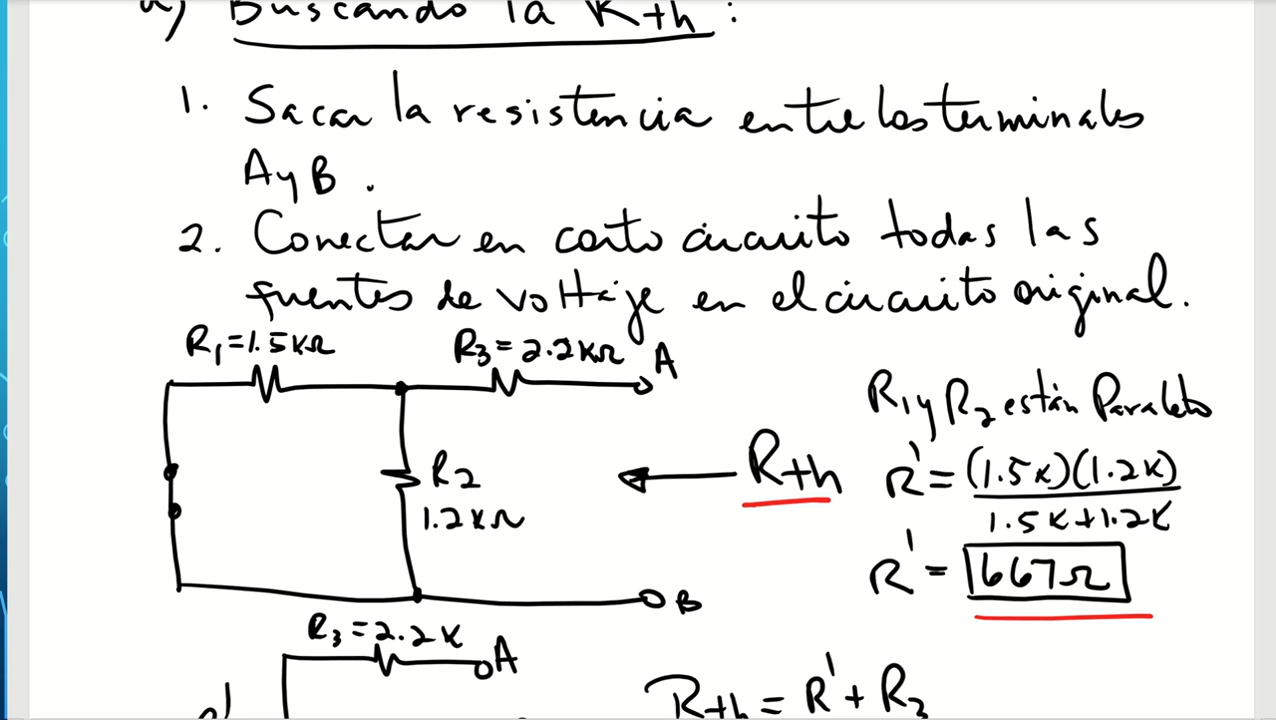 a) Buscando la Rth :
1. Sacar la resistencia entre los terminales
A y B .
2. Conectar en corto circuito todas las
fuentes de voltaje en el circuito original.
R1=1.5KΩ
R3=2.2KΩ
A
R1 y R2 están Paralelo
R2
1.2KΩ
Rth
R' = (1.5K)(1.2K)
1.5K+1.2K
R' = 667Ω
B
R3=2.2K
A
R'
Rth = R' + R3